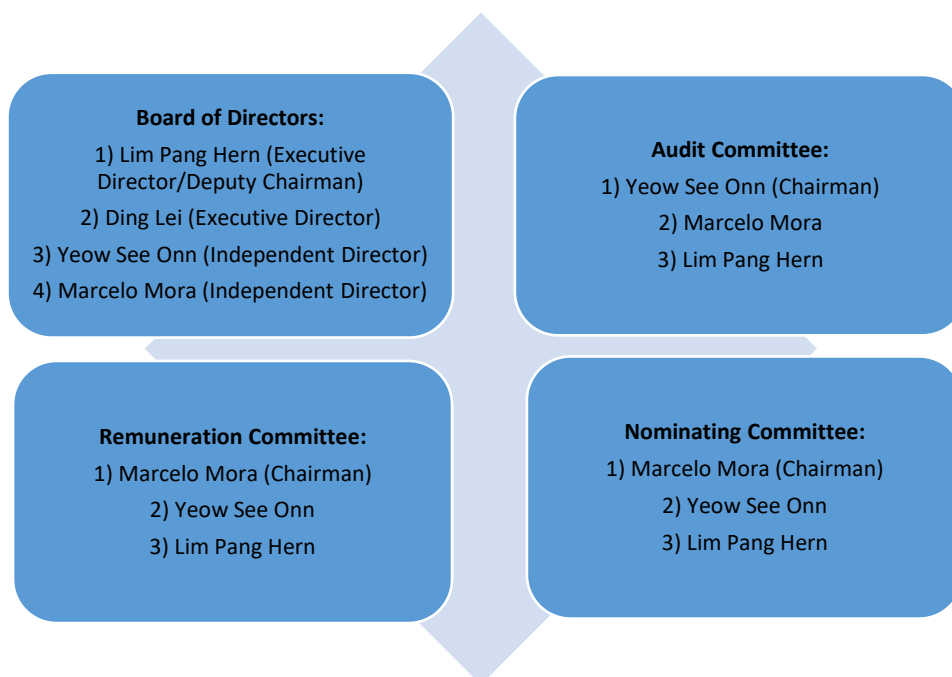 Board of Directors:
1) Lim Pang Hern (Executive
Director/Deputy Chairman)
2) Ding Lei (Executive Director)
3) Yeow See Onn (Independent Director)
4) Marcelo Mora (Independent Director)
Audit Committee:
1) Yeow See Onn (Chairman)
2) Marcelo Mora
3) Lim Pang Hern
Remuneration Committee:
1) Marcelo Mora (Chairman)
2) Yeow See Onn
3) Lim Pang Hern
Nominating Committee:
1) Marcelo Mora (Chairman)
2) Yeow See Onn
3) Lim Pang Hern